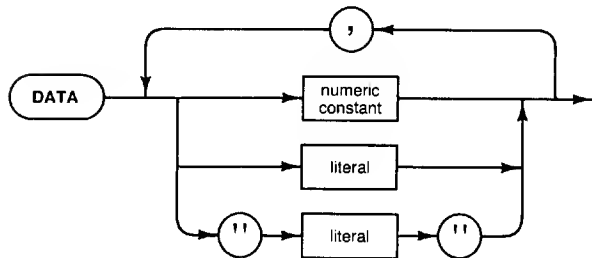 ,
DATA
numeric
constant
literal
" literal "